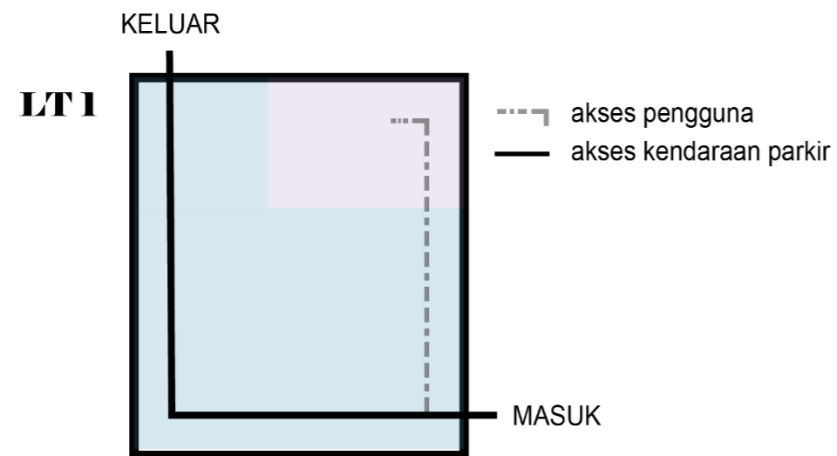 KELUAR
LT 1
akses pengguna
akses kendaraan parkir
MASUK